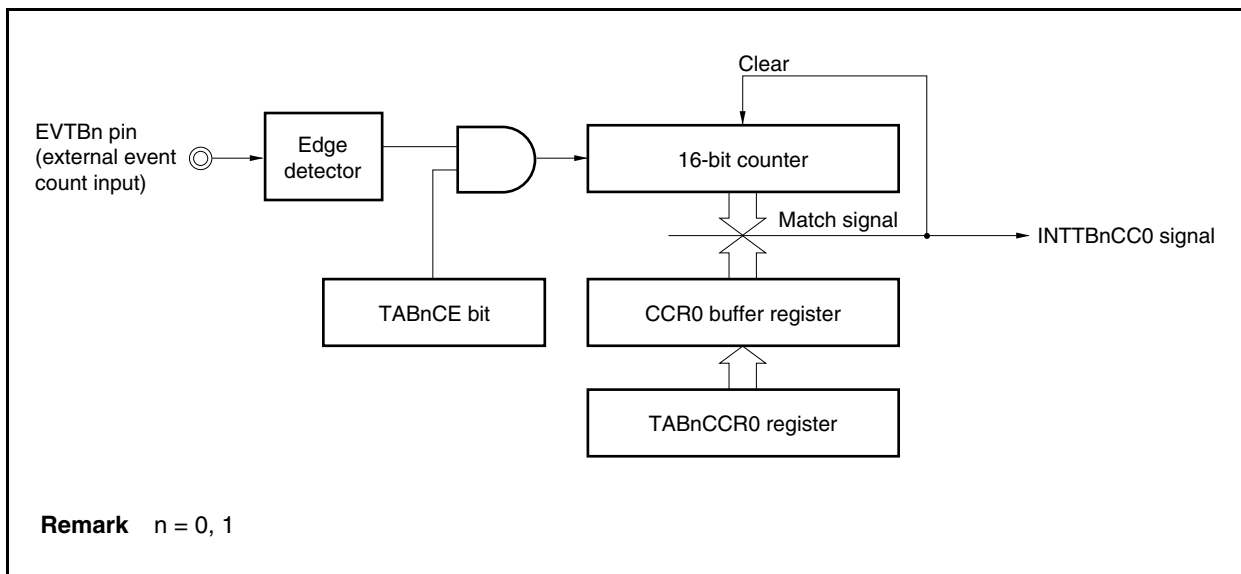 Clear
EVTBn pin
(external event
count input)
Edge
detector
16-bit counter
Match signal
INTTBnCC0 signal
TABnCE bit
CCR0 buffer register
TABnCCR0 register
Remark n = 0, 1